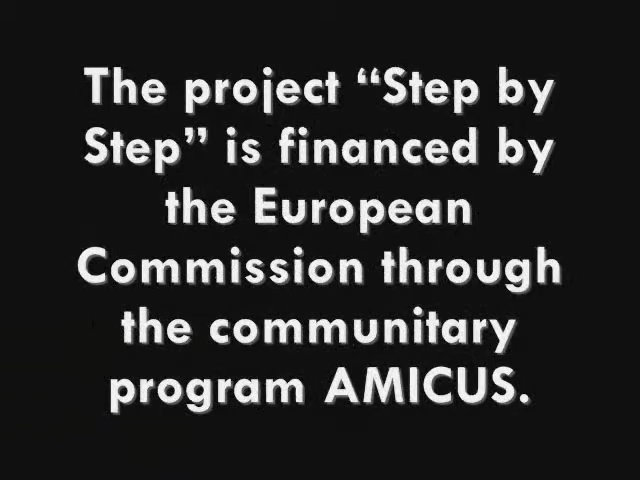 The project “Step by
Step” is financed by
the European
Commission through
the communitary
program AMICUS.